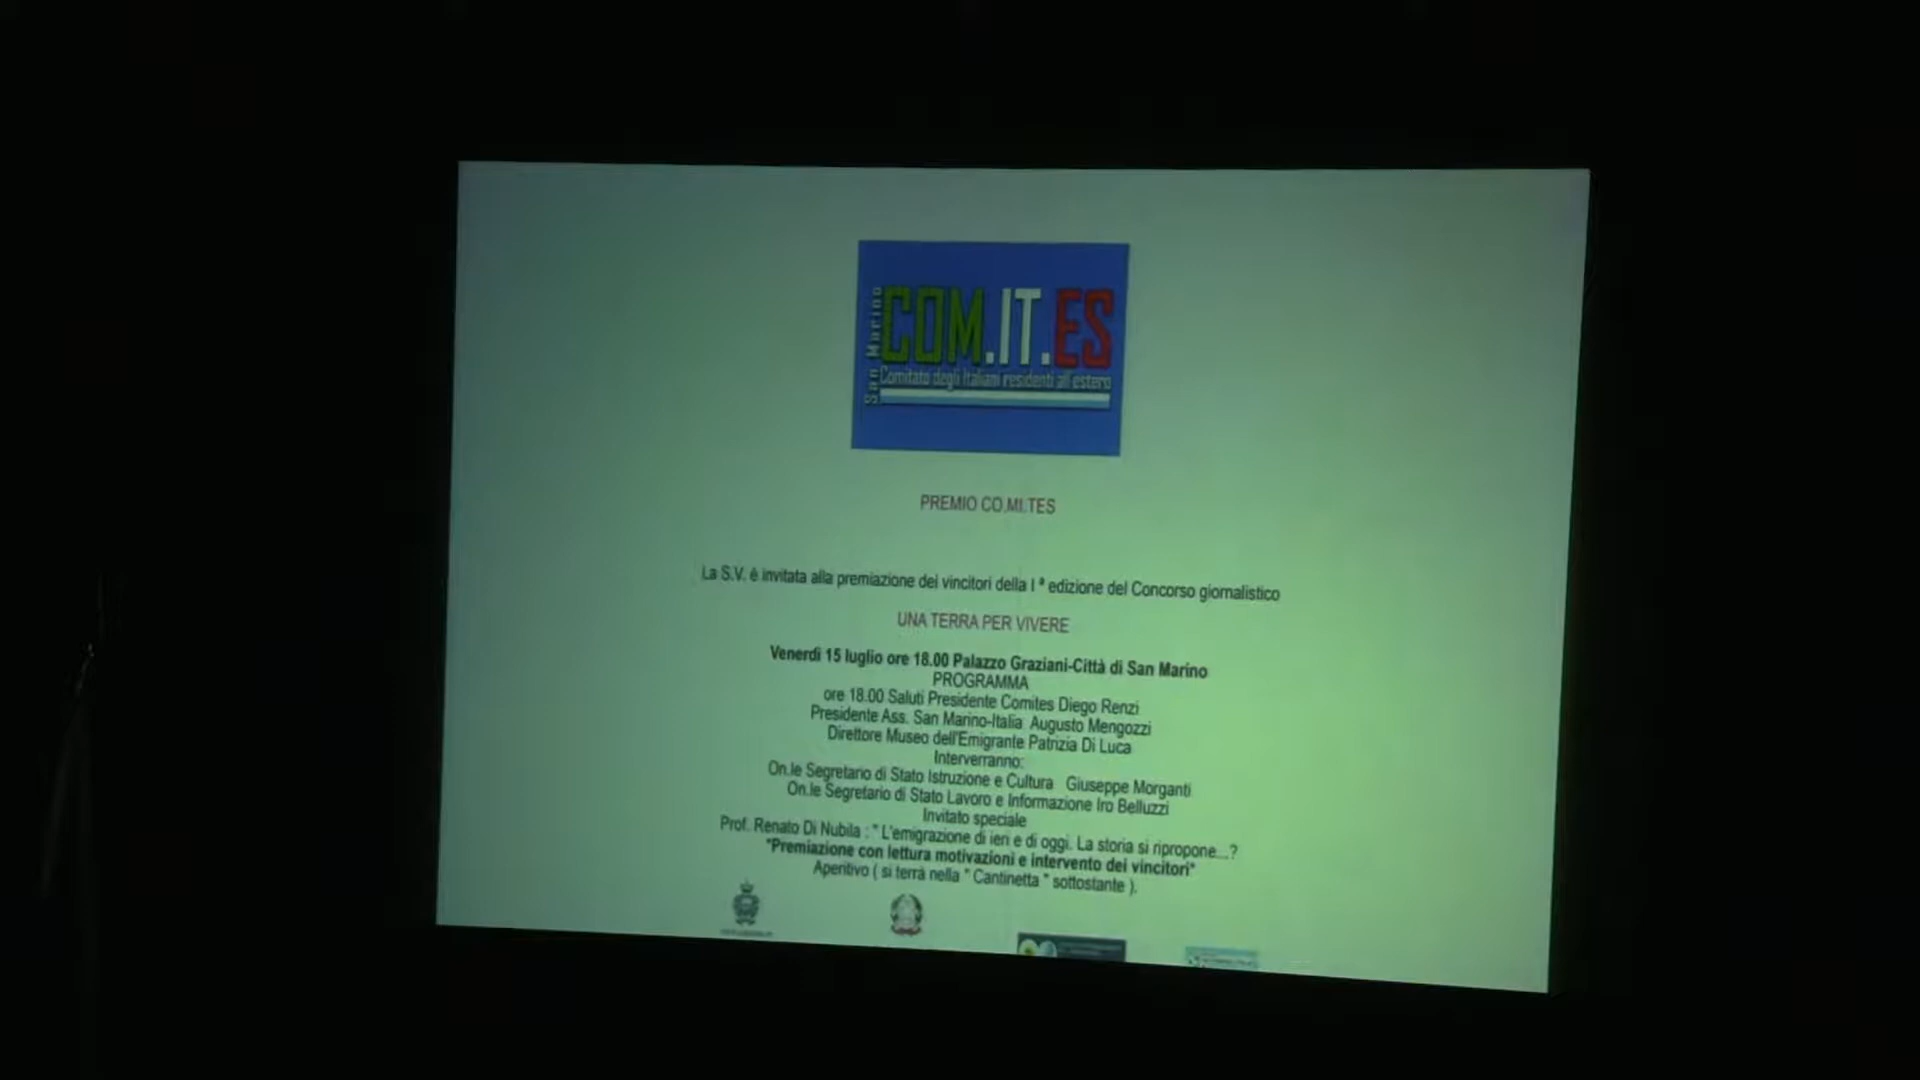 San Marino
COM.IT.ES
Comitato degli Italiani residenti all'estero
PREMIO CO.MI.TES
La S.V. è invitata alla premiazione dei vincitori della I ª edizione del Concorso giornalistico
UNA TERRA PER VIVERE
Venerdì 15 luglio ore 18.00 Palazzo Graziani-Città di San Marino
PROGRAMMA
ore 18.00 Saluti Presidente Comites Diego Renzi
Presidente Ass. San Marino-Italia Augusto Mengozzi
Direttore Museo dell'Emigrante Patrizia Di Luca
Interverranno:
On.le Segretario di Stato Istruzione e Cultura Giuseppe Morganti
On.le Segretario di Stato Lavoro e Informazione Iro Belluzzi
Invitato speciale
Prof. Renato Di Nubila : " L'emigrazione di ieri e di oggi. La storia si ripropone...?
"Premiazione con lettura motivazioni e intervento dei vincitori"
Aperitivo ( si terrà nella " Cantinetta " sottostante ).